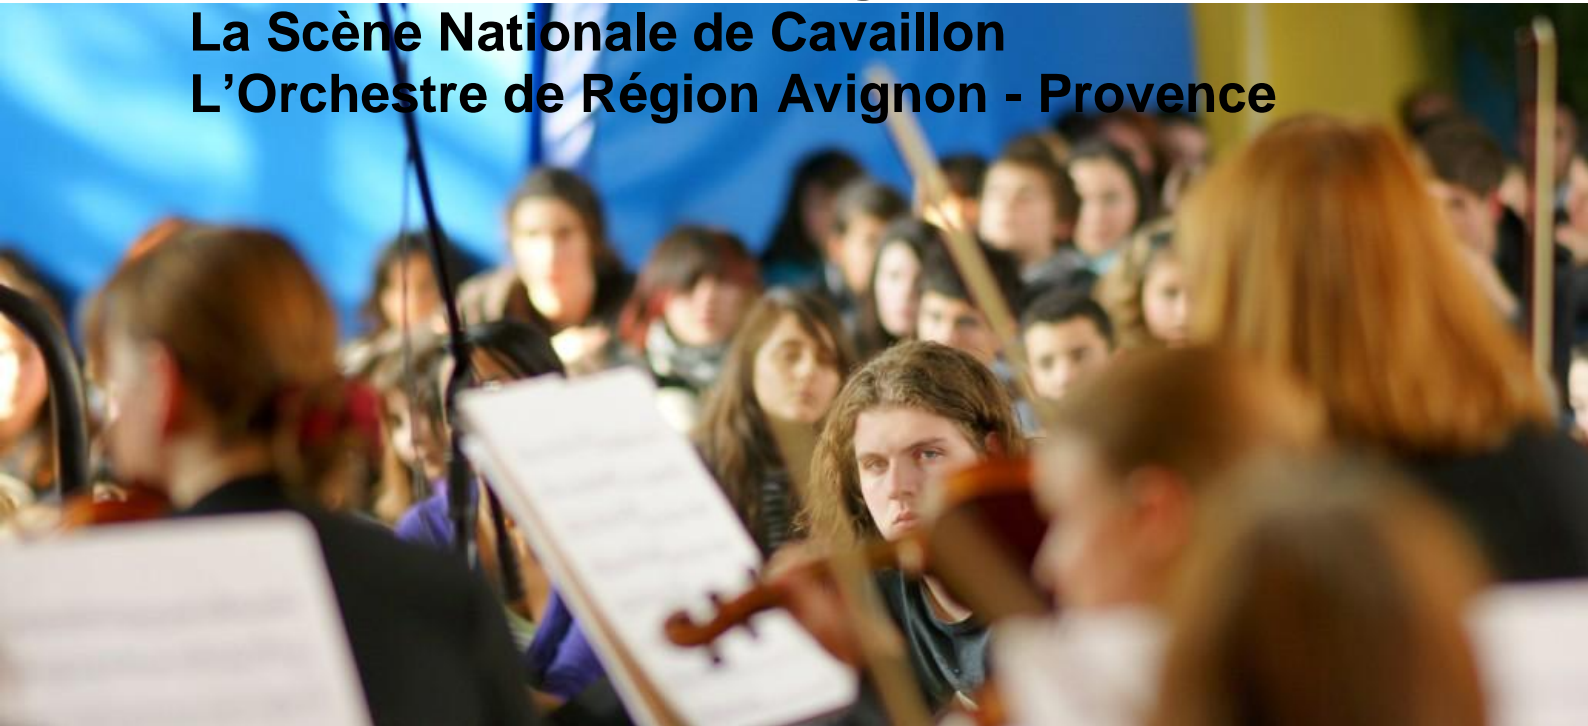 La Scène Nationale de Cavaillon
L’Orchestre de Région Avignon - Provence